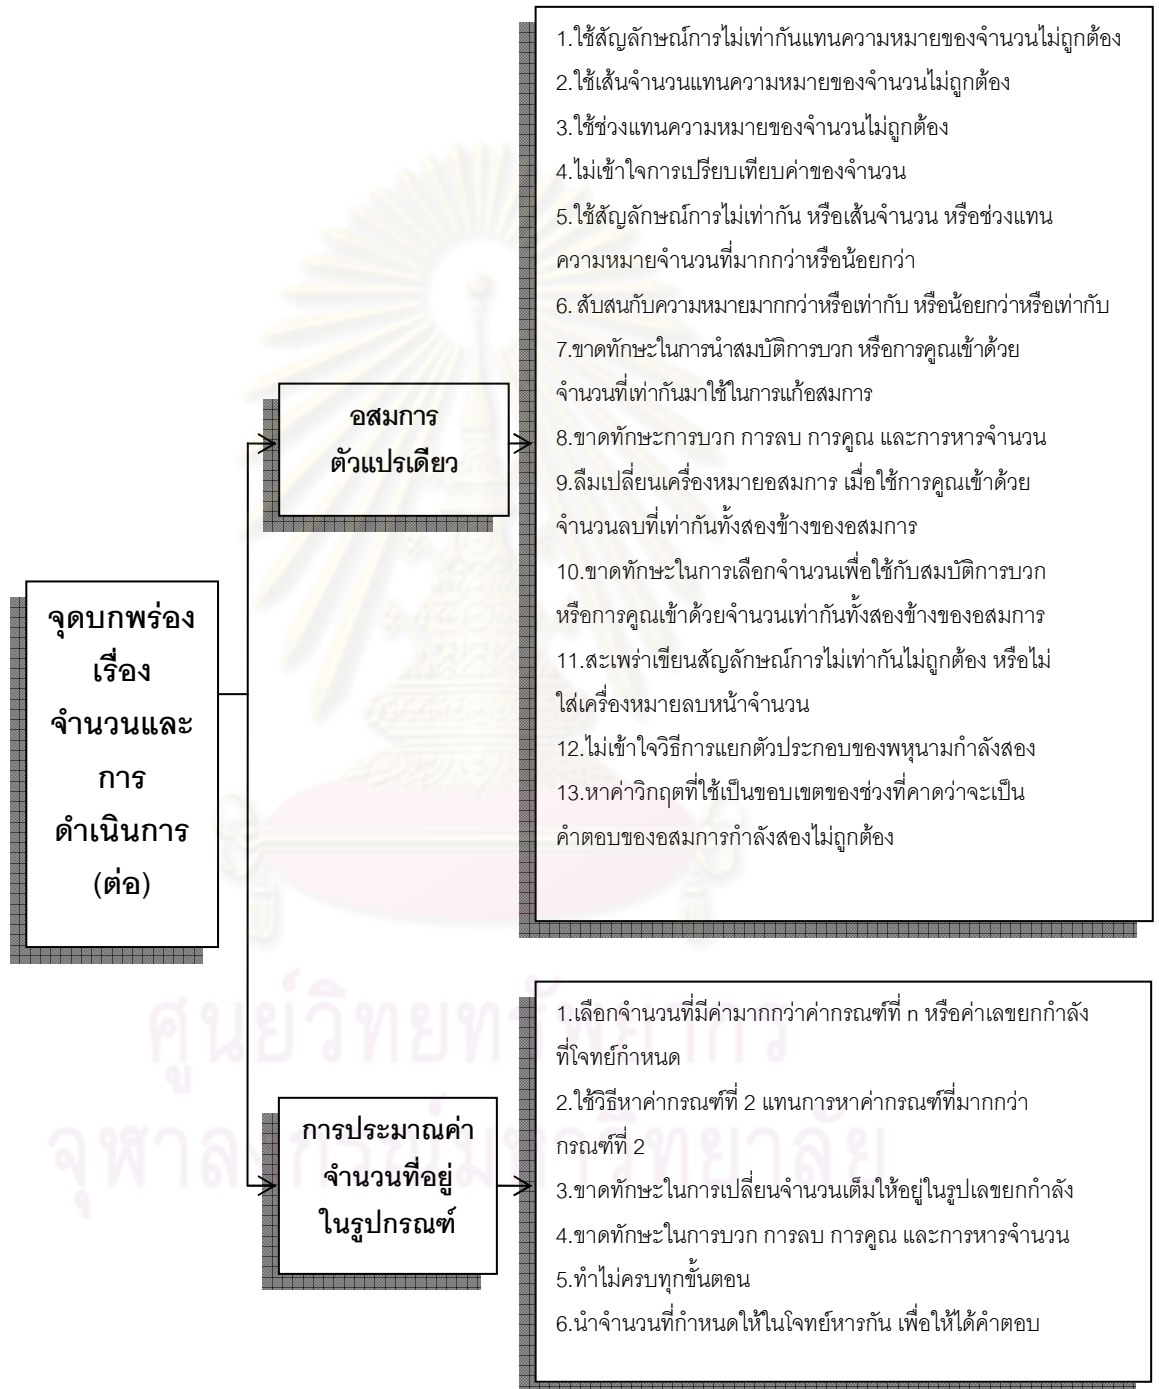 1.ใช้สัญลักษณ์การไม่เท่ากันแทนความหมายของจำนวนไม่ถูกต้อง
2.ใช้เส้นจำนวนแทนความหมายของจำนวนไม่ถูกต้อง
3.ใช้ช่วงแทนความหมายของจำนวนไม่ถูกต้อง
4.ไม่เข้าใจการเปรียบเทียบค่าของจำนวน
5.ใช้สัญลักษณ์การไม่เท่ากัน หรือเส้นจำนวน หรือช่วงแทน
ความหมายจำนวนที่มากกว่าหรือน้อยกว่า
6. สับสนกับความหมายมากกว่าหรือเท่ากับ หรือน้อยกว่าหรือเท่ากับ
7.ขาดทักษะในการนำสมบัติการบวก หรือการคูณเข้าด้วย
จำนวนที่เท่ากันมาใช้ในการแก้อสมการ
8.ขาดทักษะการบวก การลบ การคูณ และการหารจำนวน
9.ลืมเปลี่ยนเครื่องหมายอสมการ เมื่อใช้การคูณเข้าด้วย
จำนวนลบที่เท่ากันทั้งสองข้างของอสมการ
10.ขาดทักษะในการเลือกจำนวนเพื่อใช้กับสมบัติการบวก
หรือการคูณเข้าด้วยจำนวนเท่ากันทั้งสองข้างของอสมการ
11.สะเพร่าเขียนสัญลักษณ์การไม่เท่ากันไม่ถูกต้อง หรือไม่
ใส่เครื่องหมายลบหน้าจำนวน
12.ไม่เข้าใจวิธีการแยกตัวประกอบของพหุนามกำลังสอง
13.หาค่าวิกฤตที่ใช้เป็นขอบเขตของช่วงที่คาดว่าจะเป็น
คำตอบของอสมการกำลังสองไม่ถูกต้อง
อสมการ
ตัวแปรเดียว
จุดบกพร่อง
เรื่อง
จำนวนและ
การ
ดำเนินการ
(ต่อ)
1.เลือกจำนวนที่มีค่ามากกว่าค่ากรณฑ์ที่ n หรือค่าเลขยกกำลัง
ที่โจทย์กำหนด
2.ใช้วิธีหาค่ากรณฑ์ที่ 2 แทนการหาค่ากรณฑ์ที่มากกว่า
กรณฑ์ที่ 2
3.ขาดทักษะในการเปลี่ยนจำนวนเต็มให้อยู่ในรูปเลขยกกำลัง
4.ขาดทักษะในการบวก การลบ การคูณ และการหารจำนวน
5.ทำไม่ครบทุกขั้นตอน
6.นำจำนวนที่กำหนดให้ในโจทย์หารกัน เพื่อให้ได้คำตอบ
การประมาณค่า
จำนวนที่อยู่
ในรูปกรณฑ์
ศูนย์วิทยทรัพยากร
จุฬาลงกรณ์มหาวิทยาลัย